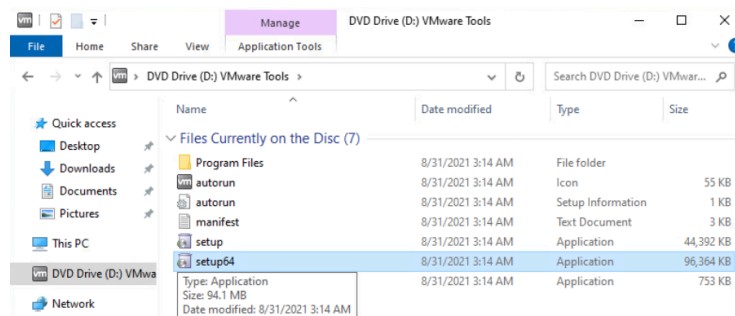 vm
Manage
DVD Drive (D:) VMware Tools
File Home Share View Application Tools
vm DVD Drive (D:) VMware Tools
Search DVD Drive (D:) VMwar...
Name Date modified Type Size
Quick access
Files Currently on the Disc (7)
Desktop
Program Files 8/31/2021 3:14 AM File folder
Downloads
vm autorun 8/31/2021 3:14 AM Icon 55 KB
Documents
autorun 8/31/2021 3:14 AM Setup Information 1 KB
Pictures
manifest 8/31/2021 3:14 AM Text Document 3 KB
This PC
setup 8/31/2021 3:14 AM Application 44,392 KB
setup64 8/31/2021 3:14 AM Application 96,364 KB
vm DVD Drive (D:) VMwa
8/31/2021 3:14 AM Application 753 KB
Type: Application
Size: 94.1 MB
Network
Date modified: 8/31/2021 3:14 AM